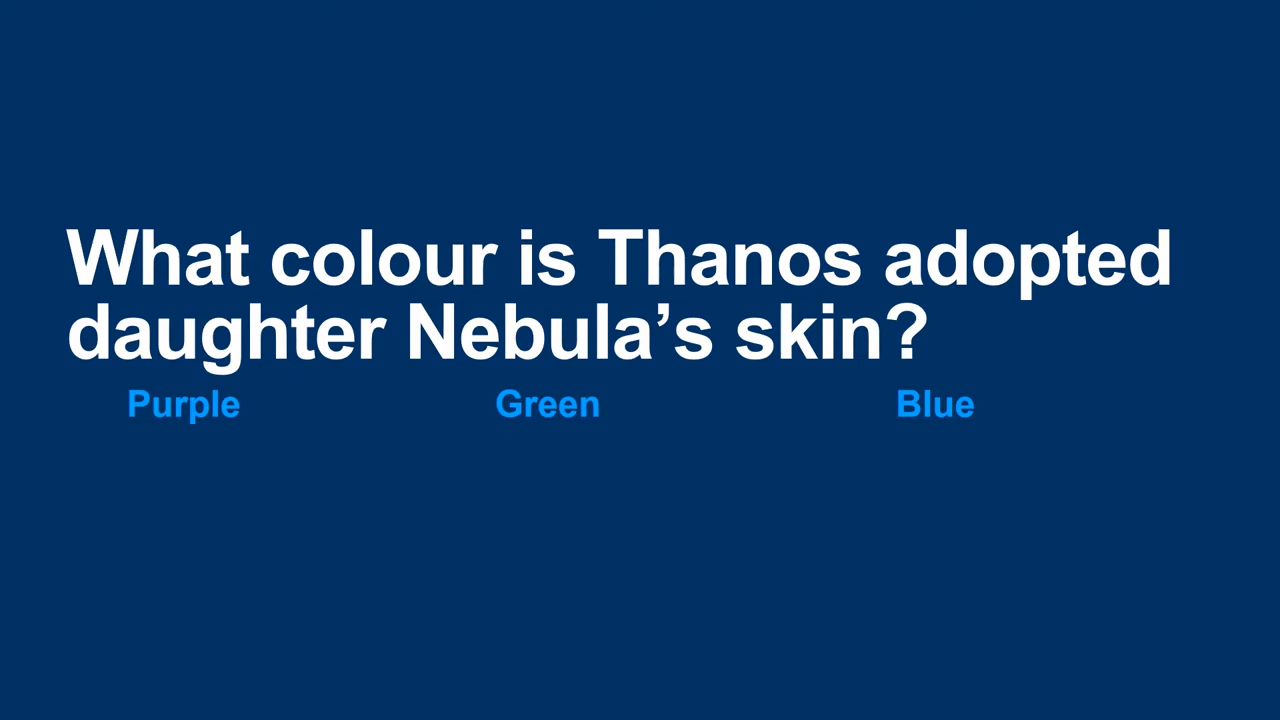 What colour is Thanos adopted
daughter Nebula’s skin?
Purple Green Blue